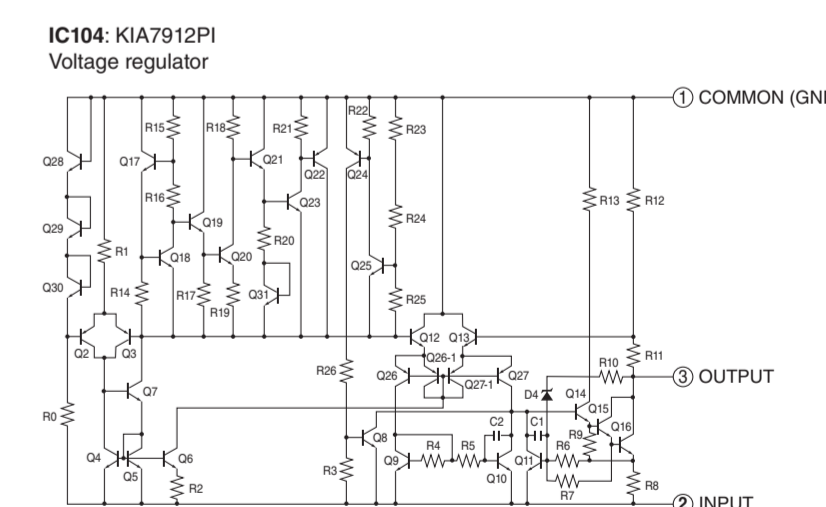 IC104: KIA7912PI
Voltage regulator
1 COMMON (GN
R15 R18 R21 R22 R23
Q28 Q17 Q21 Q22 Q24
R16 Q23 R13 R12
Q29 Q19 R24
R1 Q18 Q20 R20 Q25
Q30 R14 R17 R19 Q31 R25
Q2 Q3 Q12 Q13
Q26-1 R11
R26 Q26 Q27-1 Q27 R10 3 OUTPUT
Q7 D4 Q14
R0 C2 C1 Q15
Q8 R9 Q16
Q4 Q5 Q6 R3 Q9 R4 R5 Q10 Q11 R6
R2 R7 R8
2 INPUT